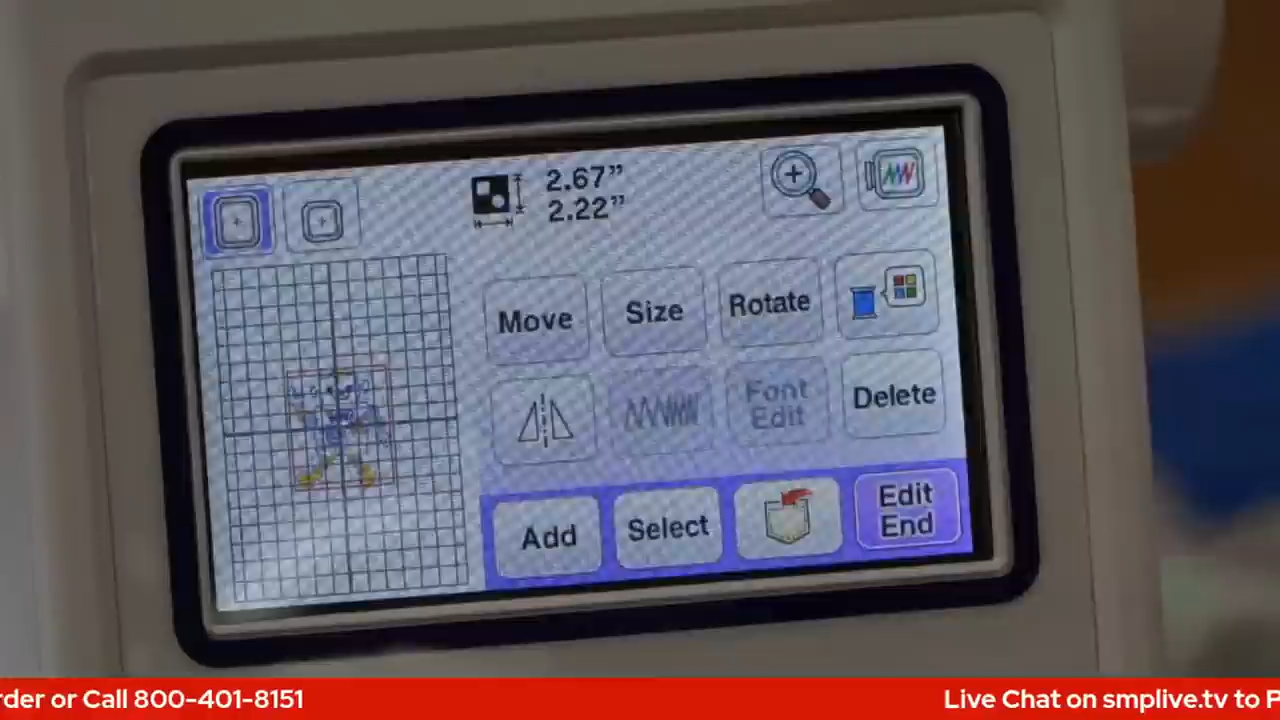 2.67"
2.22"
Move
Size
Rotate
Font
Edit
Delete
Add
Select
Edit
End
rder or Call 800-401-8151
Live Chat on smplive.tv to P